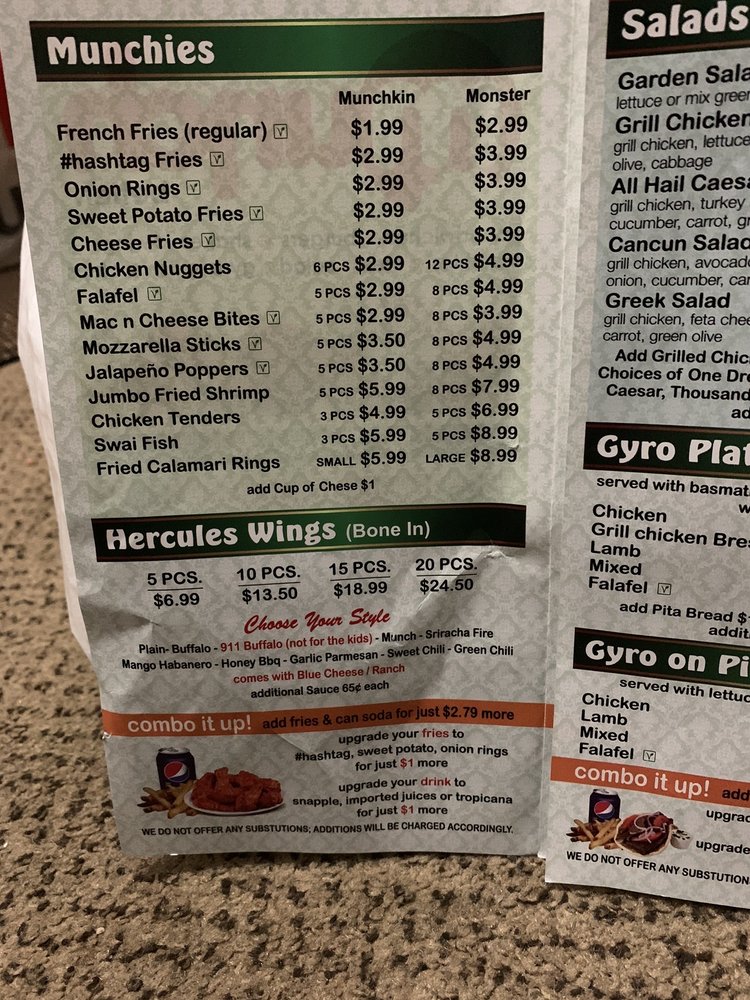 Munchies
Munchkin Monster
French Fries (regular) $1.99 $2.99
#hashtag Fries $2.99 $3.99
Onion Rings $2.99 $3.99
Sweet Potato Fries $2.99 $3.99
Cheese Fries $2.99 $3.99
Chicken Nuggets 6 PCS $2.99 12 PCS $4.99
Falafel 5 PCS $2.99 8 PCS $4.99
Mac n Cheese Bites 5 PCS $2.99 8 PCS $3.99
Mozzarella Sticks 5 PCS $3.50 8 PCS $4.99
Jalapeño Poppers 5 PCS $3.50 8 PCS $4.99
Jumbo Fried Shrimp 5 PCS $5.99 8 PCS $7.99
Chicken Tenders 3 PCS $4.99 5 PCS $6.99
Swai Fish 3 PCS $5.99 5 PCS $8.99
Fried Calamari Rings SMALL $5.99 LARGE $8.99
add Cup of Chese $1
Hercules Wings (Bone In)
5 PCS. 10 PCS. 15 PCS. 20 PCS.
$6.99 $13.50 $18.99 $24.50
Choose Your Style
Plain- Buffalo - 911 Buffalo (not for the kids) - Munch - Sriracha Fire
Mango Habanero - Honey Bbq - Garlic Parmesan - Sweet Chili - Green Chili
comes with Blue Cheese / Ranch
additional Sauce 65¢ each
combo it up! add fries & can soda for just $2.79 more
upgrade your fries to
#hashtag, sweet potato, onion rings
for just $1 more
upgrade your drink to
snapple, imported juices or tropicana
for just $1 more
WE DO NOT OFFER ANY SUBSTUTIONS; ADDITIONS WILL BE CHARGED ACCORDINGLY.
Salads
Garden Sala
lettuce or mix green
Grill Chicken
grill chicken, lettuce
olive, cabbage
All Hail Caesa
grill chicken, turkey
cucumber, carrot, gr
Cancun Salad
grill chicken, avocado
onion, cucumber, car
Greek Salad
grill chicken, feta chee
carrot, green olive
Add Grilled Chic
Choices of One Dre
Caesar, Thousand
ad
Gyro Plat
served with basmat
w
Chicken
Grill chicken Bre
Lamb
Mixed
Falafel
add Pita Bread $
additi
Gyro on Pi
served with lettuc
Chicken
Lamb
Mixed
Falafel
combo it up! add
upgrad
upgrade
WE DO NOT OFFER ANY SUBSTUTION